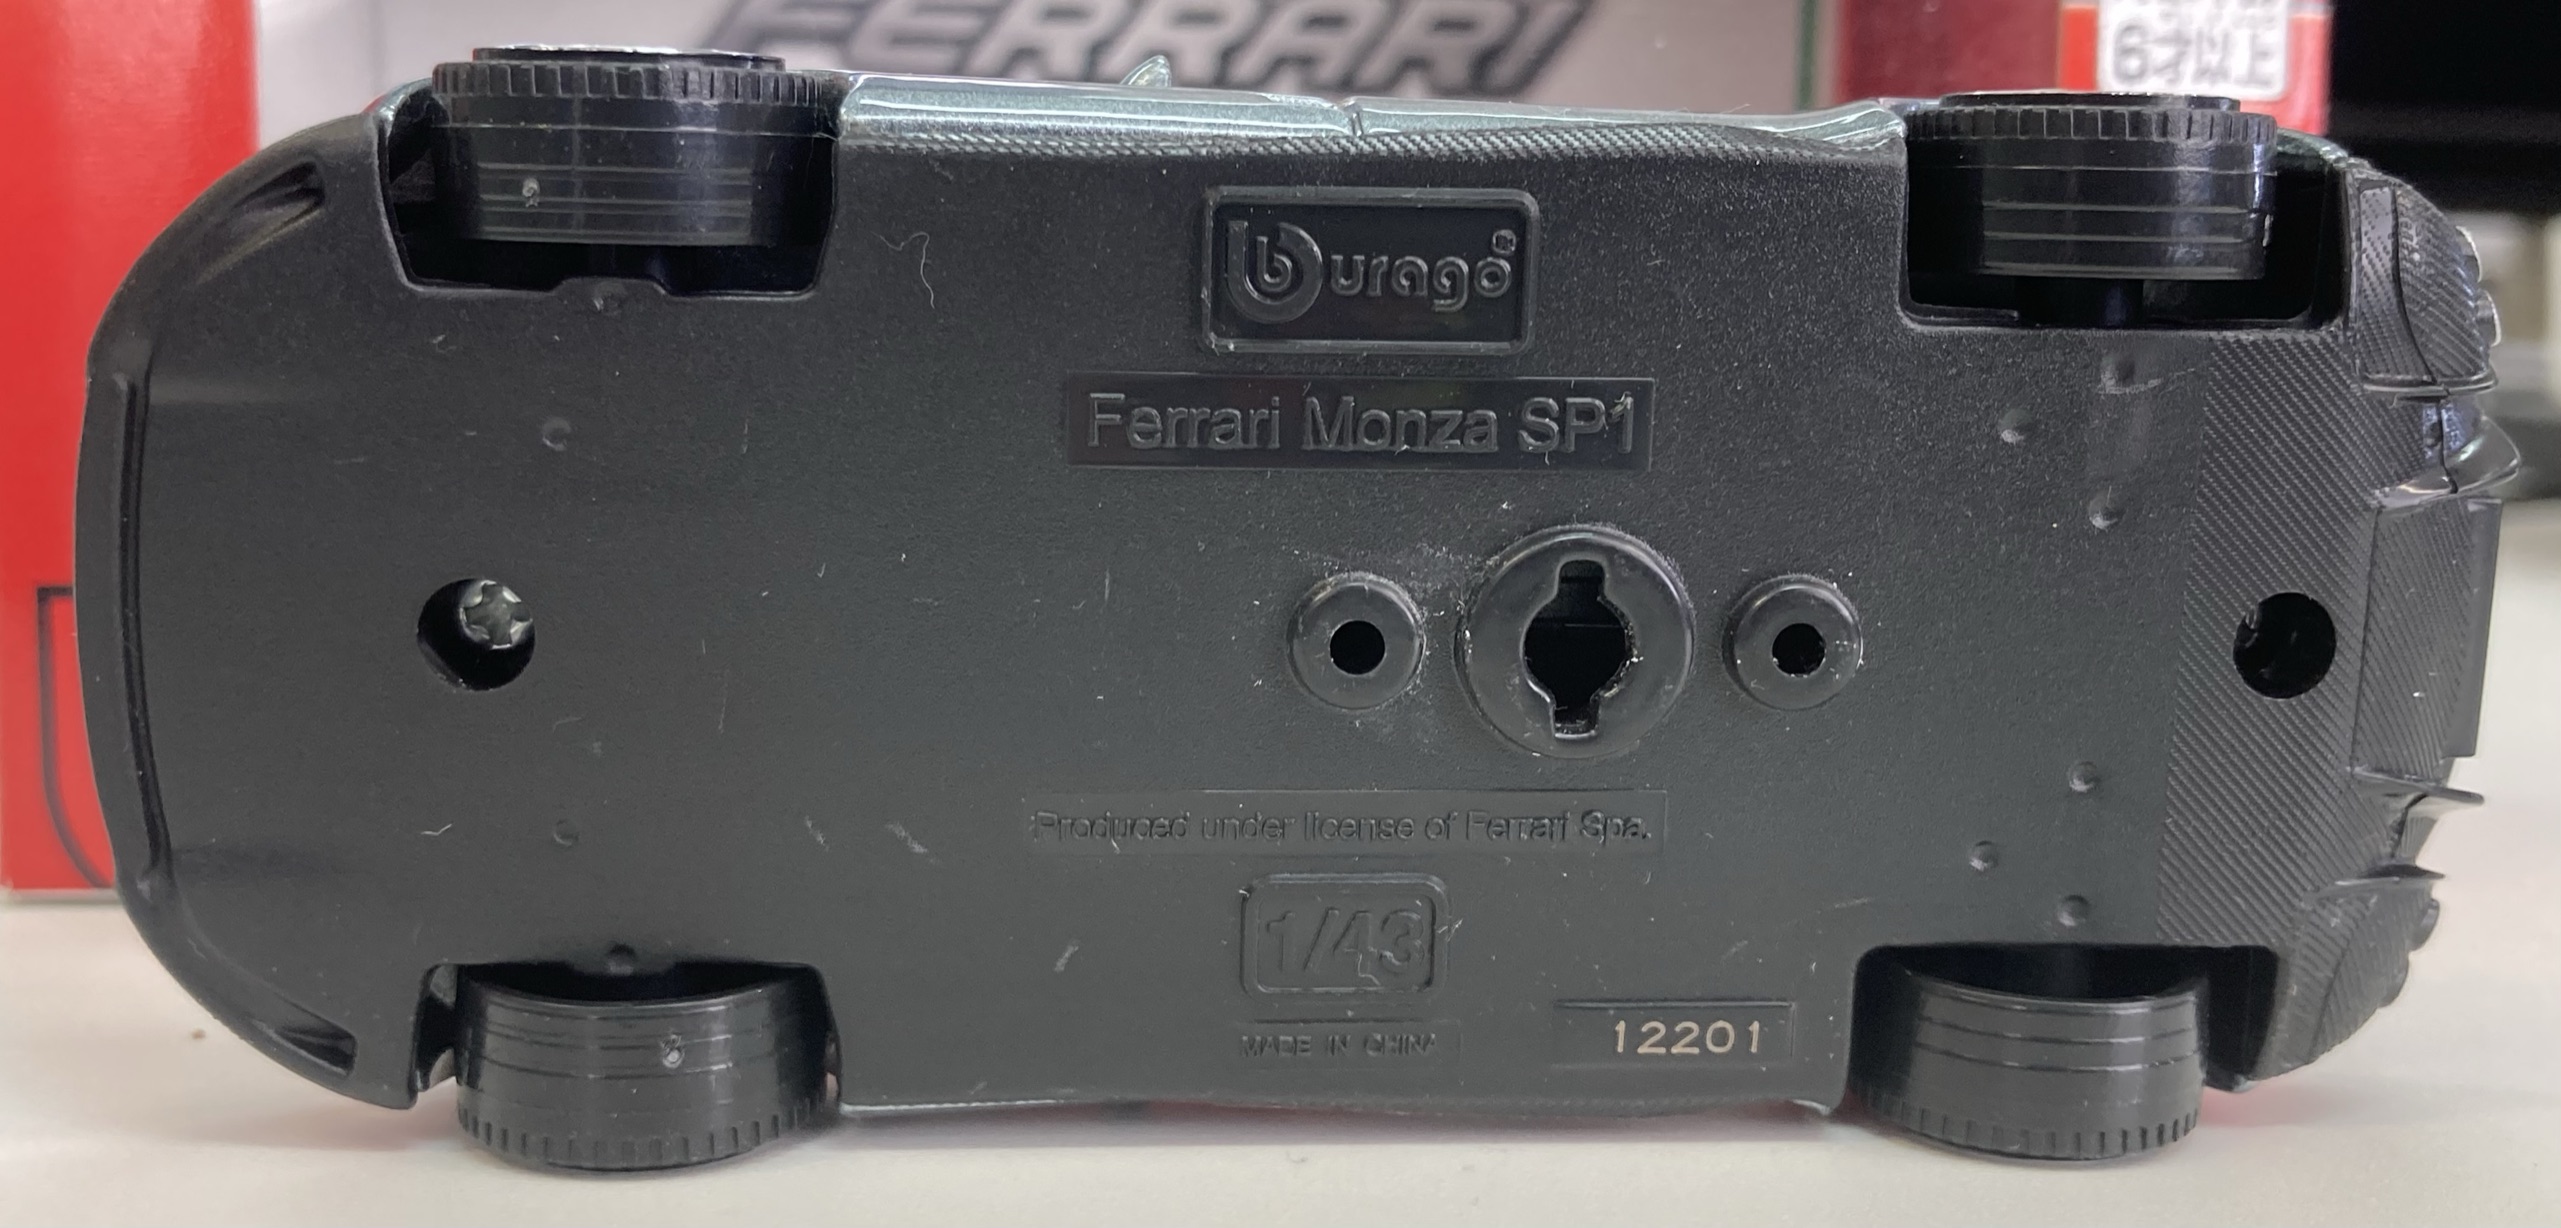 FERRARI
6才以上
burago®
Ferrari Monza SP1
Produced under license of Ferrari Spa.
1/43
MADE IN CHINA
12201